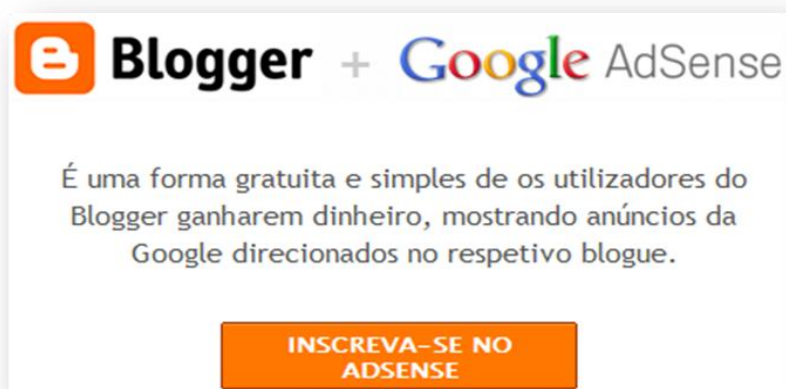 Blogger + Google AdSense
É uma forma gratuita e simples de os utilizadores do
Blogger ganharem dinheiro, mostrando anúncios da
Google direcionados no respetivo blogue.
INSCREVA-SE NO
ADSENSE